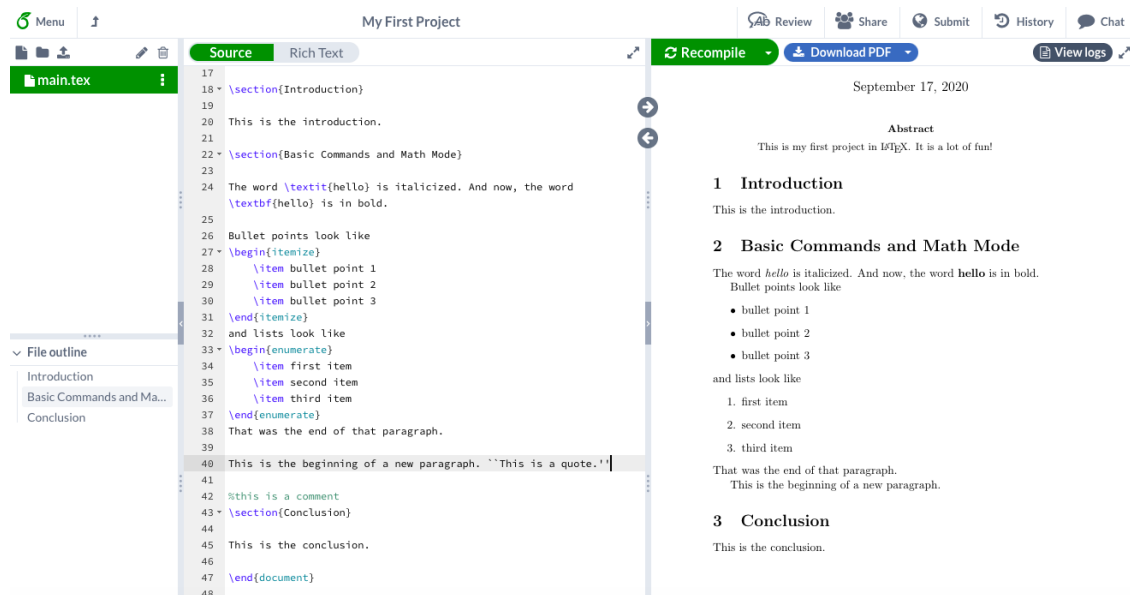 Menu
My First Project
Review
Share
Submit
History
Chat
Source
Rich Text
Recompile
Download PDF
View logs
main.tex
File outline
Introduction
Basic Commands and Ma...
Conclusion
17
18 \section{Introduction}
19
20 This is the introduction.
21
22 \section{Basic Commands and Math Mode}
23
24 The word \textit{hello} is italicized. And now, the word
\textbf{hello} is in bold.
25
26 Bullet points look like
27 \begin{itemize}
28 \item bullet point 1
29 \item bullet point 2
30 \item bullet point 3
31 \end{itemize}
32 and lists look like
33 \begin{enumerate}
34 \item first item
35 \item second item
36 \item third item
37 \end{enumerate}
38 That was the end of that paragraph.
39
40 This is the beginning of a new paragraph. ``This is a quote.''
41
42 %this is a comment
43 \section{Conclusion}
44
45 This is the conclusion.
46
47 \end{document}
48
September 17, 2020
Abstract
This is my first project in LATEX. It is a lot of fun!
1 Introduction
This is the introduction.
2 Basic Commands and Math Mode
The word hello is italicized. And now, the word hello is in bold.
Bullet points look like
• bullet point 1
• bullet point 2
• bullet point 3
and lists look like
1. first item
2. second item
3. third item
That was the end of that paragraph.
This is the beginning of a new paragraph.
3 Conclusion
This is the conclusion.